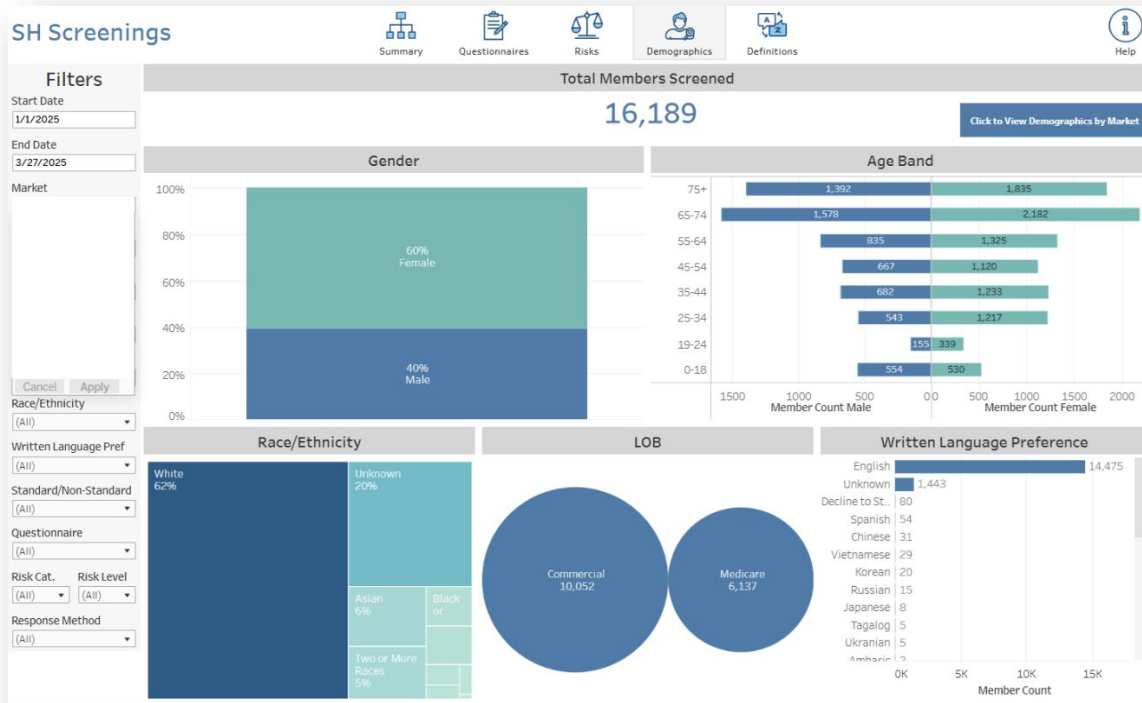 SH Screenings
Summary
Questionnaires
Risks
Demographics
Definitions
Help
Filters
Start Date
1/1/2025
End Date
3/27/2025
Market
Cancel Apply
Race/Ethnicity
(All)
Written Language Pref
(All)
Standard/Non-Standard
(All)
Questionnaire
(All)
Risk Cat. Risk Level
(All) (All)
Response Method
(All)
Total Members Screened
16,189
Click to View Demographics by Market
Gender
100%
80%
60%
40%
20%
0%
60%
Female
40%
Male
Age Band
75+ 1,392 1,835
65-74 1,578 2,182
55-64 835 1,325
45-54 667 1,120
35-44 682 1,233
25-34 543 1,217
19-24 155 339
0-18 554 530
1500 1000 500 0 0 500 1000 1500 2000
Member Count Male Member Count Female
Race/Ethnicity
White
62%
Unknown
20%
Asian
6%
Black
or
Two or More
Races
5%
LOB
Commercial
10,052
Medicare
6,137
Written Language Preference
English 14,475
Unknown 1,443
Decline to St.. 80
Spanish 54
Chinese 31
Vietnamese 29
Korean 20
Russian 15
Japanese 8
Tagalog 5
Ukranian 5
Amharic 2
0K 5K 10K 15K
Member Count